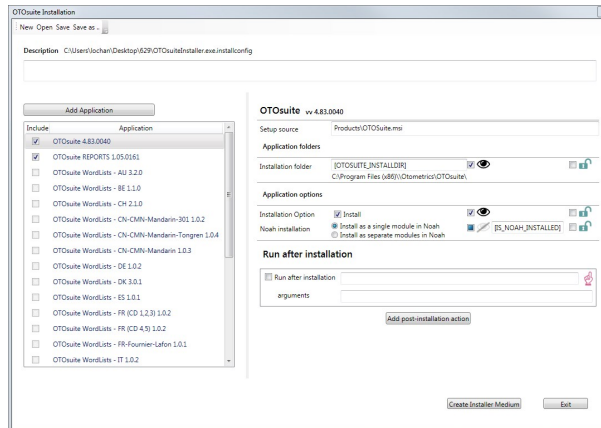 OTOsuite Installation
New Open Save Save as ..
Description C:\Users\lochan\Desktop\629\OTOsuiteInstaller.exe.installconfig
Add Application
Include Application
OTOsuite 4.83.0040
OTOsuite REPORTS 1.05.0161
OTOsuite WordLists - AU 3.2.0
OTOsuite WordLists - BE 1.1.0
OTOsuite WordLists - CH 2.1.0
OTOsuite WordLists - CN-CMN-Mandarin-301 1.0.2
OTOsuite WordLists - CN-CMN-Mandarin-Tongren 1.0.4
OTOsuite WordLists - CN-CMN-Mandarin 1.0.3
OTOsuite WordLists - DE 1.0.2
OTOsuite WordLists - DK 3.0.1
OTOsuite WordLists - ES 1.0.1
OTOsuite WordLists - FR (CD 1,2,3) 1.0.2
OTOsuite WordLists - FR (CD 4,5) 1.0.2
OTOsuite WordLists - FR-Fournier-Lafon 1.0.1
OTOsuite WordLists - IT 1.0.2
OTOsuite vv 4.83.0040
Setup source Products\OTOSuite.msi
Application folders
Installation folder [OTOSUITE_INSTALLDIR]
C:\Program Files (x86)\\Otometrics\OTOsuite\
Application options
Installation Option Install
Noah installation Install as a single module in Noah [IS_NOAH_INSTALLED]
Install as separate modules in Noah
Run after installation
Run after installation
arguments
Add post-installation action
Create Installer Medium Exit